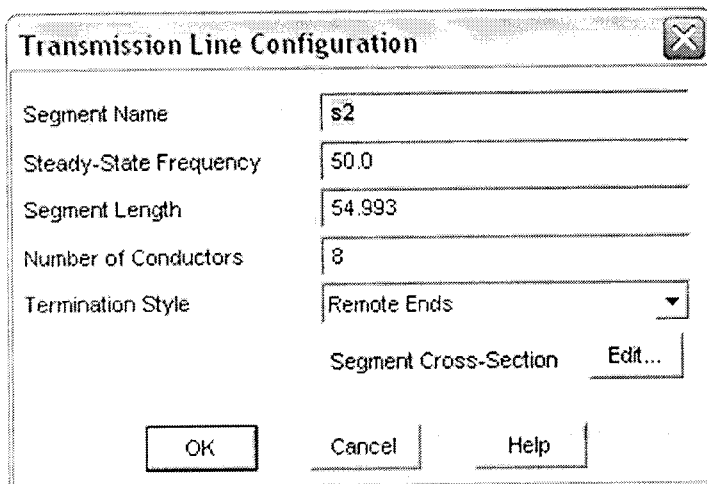 Transmission Line Configuration
Segment Name s2
Steady-State Frequency 50.0
Segment Length 54.993
Number of Conductors 8
Termination Style Remote Ends
Segment Cross-Section Edit...
OK Cancel Help